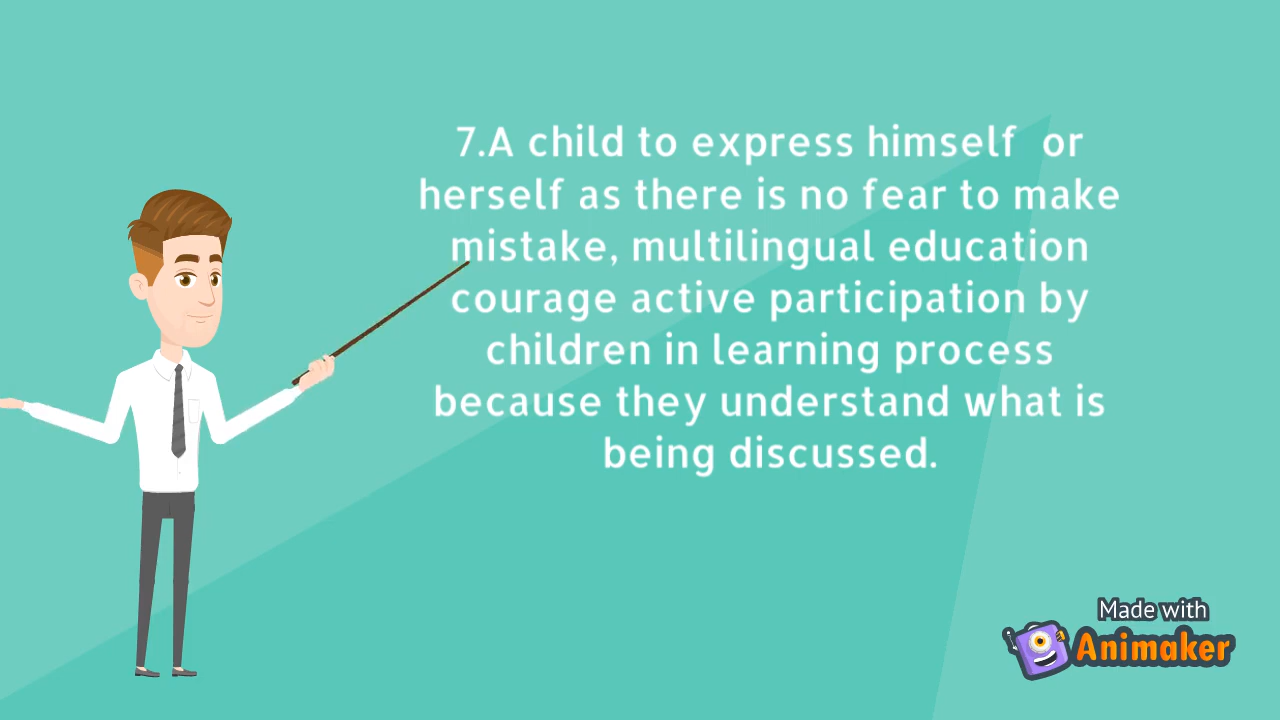 7.A child to express himself  or
herself as there is no fear to make
mistake, multilingual education
courage active participation by
children in learning process
because they understand what is
being discussed.
Made with
Animaker